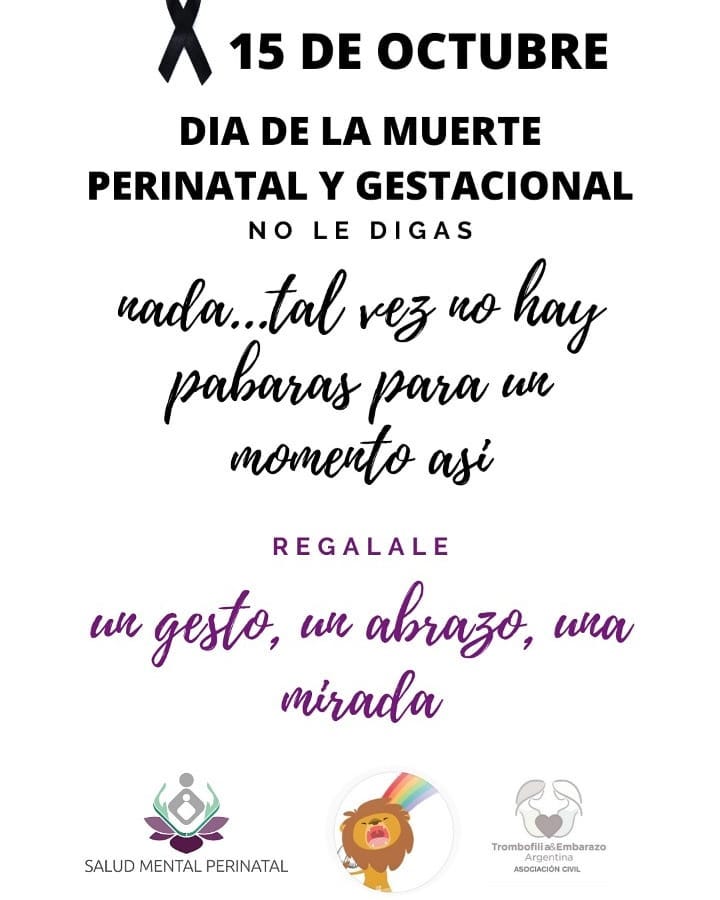 15 DE OCTUBRE
DIA DE LA MUERTE
PERINATAL Y GESTACIONAL
NO LE DIGAS
nada...tal vez no hay
pabaras para un
momento asi
REGALALE
un gesto, un abrazo, una
mirada
SALUD MENTAL PERINATAL
Trombofilia&Embarazo
Argentina
ASOCIACIÓN CIVIL